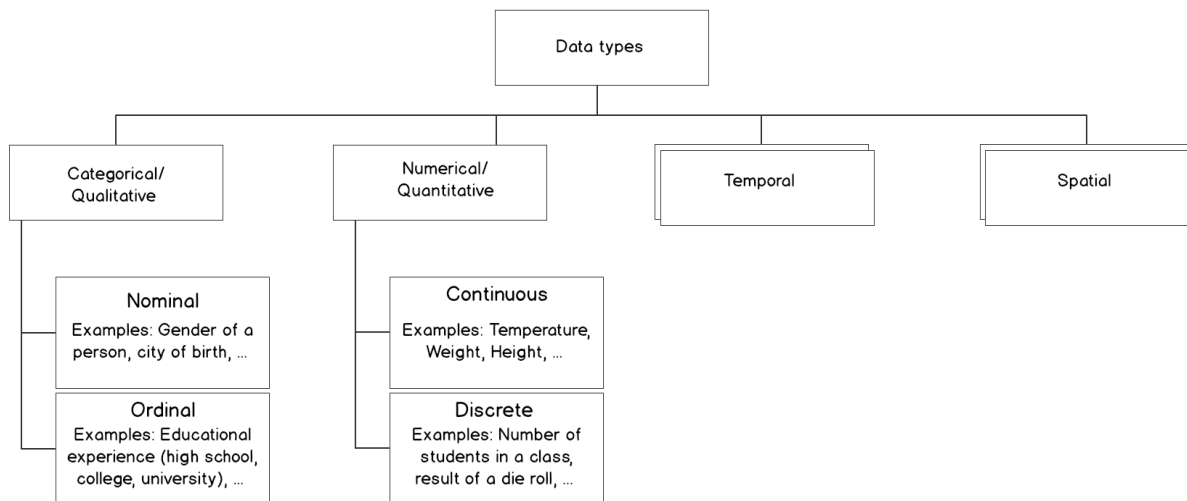 Data types
Categorical/
Qualitative
Numerical/
Quantitative
Temporal
Spatial
Nominal
Examples: Gender of a
person, city of birth, ...
Ordinal
Examples: Educational
experience (high school,
college, university), ...
Continuous
Examples: Temperature,
Weight, Height, ...
Discrete
Examples: Number of
students in a class,
result of a die roll, ...